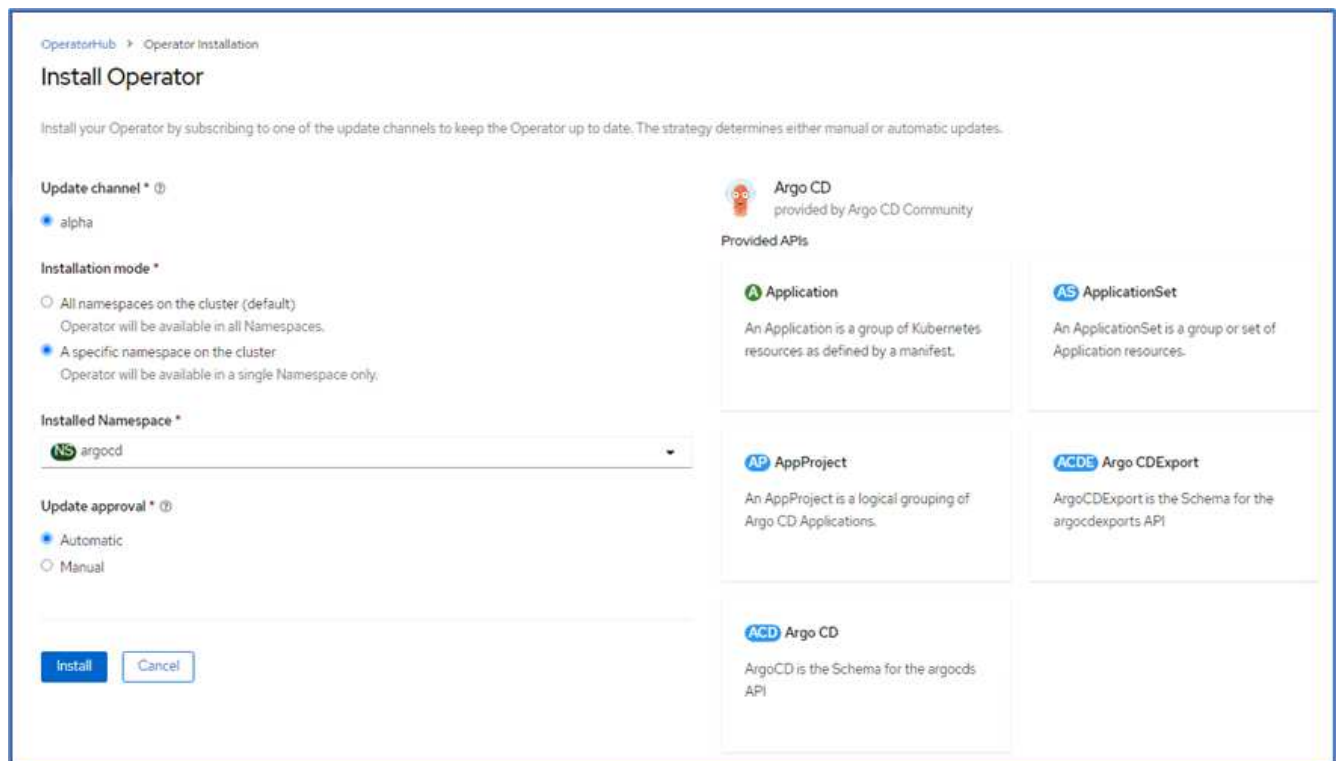 OperatorHub > Operator Installation
Install Operator
Install your Operator by subscribing to one of the update channels to keep the Operator up to date. The strategy determines either manual or automatic updates.
Update channel *
alpha
Installation mode *
All namespaces on the cluster (default)
Operator will be available in all Namespaces.
A specific namespace on the cluster
Operator will be available in a single Namespace only.
Installed Namespace *
NS argocd
Update approval *
Automatic
Manual
Install Cancel
Argo CD
provided by Argo CD Community
Provided APIs
A Application
An Application is a group of Kubernetes
resources as defined by a manifest.
AS ApplicationSet
An ApplicationSet is a group or set of
Application resources.
AP AppProject
An AppProject is a logical grouping of
Argo CD Applications.
ACDE Argo CDExport
ArgoCDExport is the Schema for the
argocdexports API
ACD Argo CD
ArgoCD is the Schema for the argocds
API